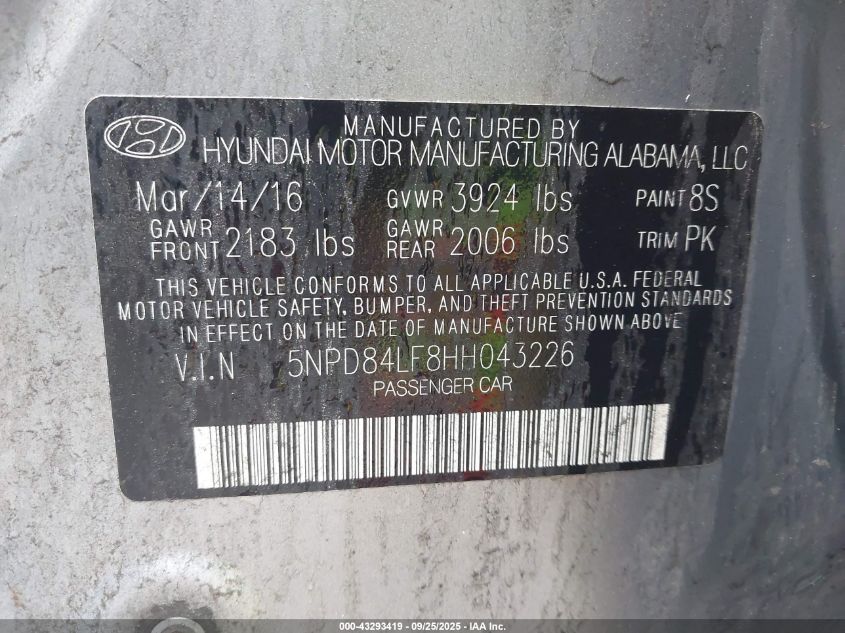 MANUFACTURED BY
HYUNDAI MOTOR MANUFACTURING ALABAMA, LLC
Mar/14/16 GVWR 3924 lbs PAINT 8S
GAWR FRONT 2183 lbs GAWR REAR 2006 lbs TRIM PK
THIS VEHICLE CONFORMS TO ALL APPLICABLE U.S.A. FEDERAL
MOTOR VEHICLE SAFETY, BUMPER, AND THEFT PREVENTION STANDARDS
IN EFFECT ON THE DATE OF MANUFACTURE SHOWN ABOVE
V.I.N 5NPD84LF8HH043226
PASSENGER CAR
000-43293419 - 09/25/2025 - IAA Inc.